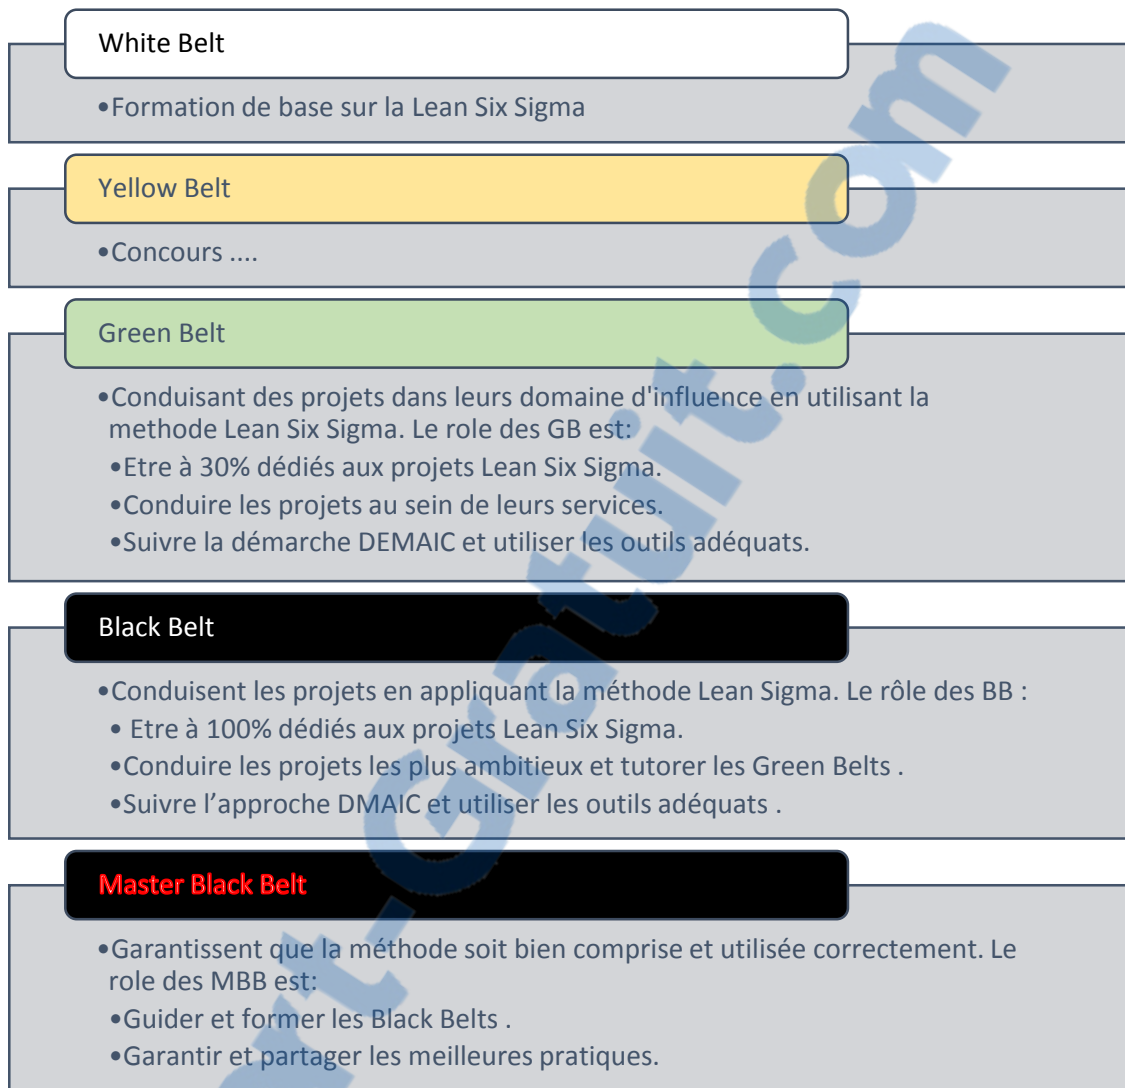 White Belt
•Formation de base sur la Lean Six Sigma
Yellow Belt
•Concours ....
Green Belt
•Conduisant des projets dans leurs domaine d'influence en utilisant la
methode Lean Six Sigma. Le role des GB est:
•Etre à 30% dédiés aux projets Lean Six Sigma.
•Conduire les projets au sein de leurs services.
•Suivre la démarche DEMAIC et utiliser les outils adéquats.
Black Belt
•Conduisent les projets en appliquant la méthode Lean Sigma. Le rôle des BB :
• Etre à 100% dédiés aux projets Lean Six Sigma.
•Conduire les projets les plus ambitieux et tutorer les Green Belts .
•Suivre l’approche DMAIC et utiliser les outils adéquats .
Master Black Belt
•Garantissent que la méthode soit bien comprise et utilisée correctement. Le
role des MBB est:
•Guider et former les Black Belts .
•Garantir et partager les meilleures pratiques.
rt-Gratuit.com